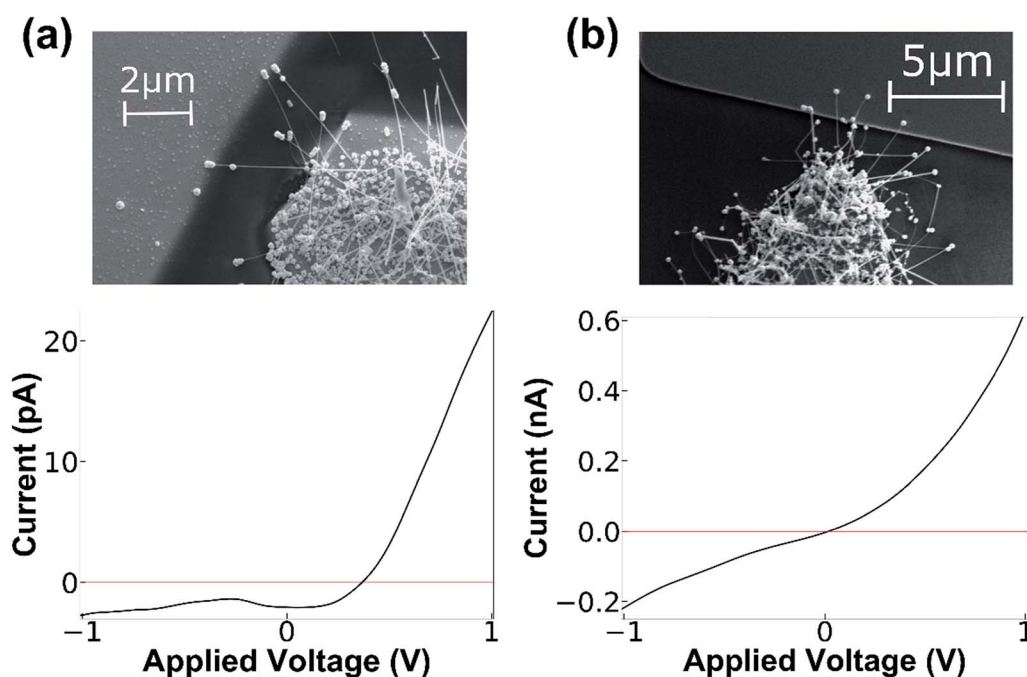 (a)
(b)
2μm
5μm
20
10
0
Current (pA)
−1
0
1
Applied Voltage (V)
0.6
0.4
0.2
0.0
−0.2
Current (nA)
−1
0
1
Applied Voltage (V)